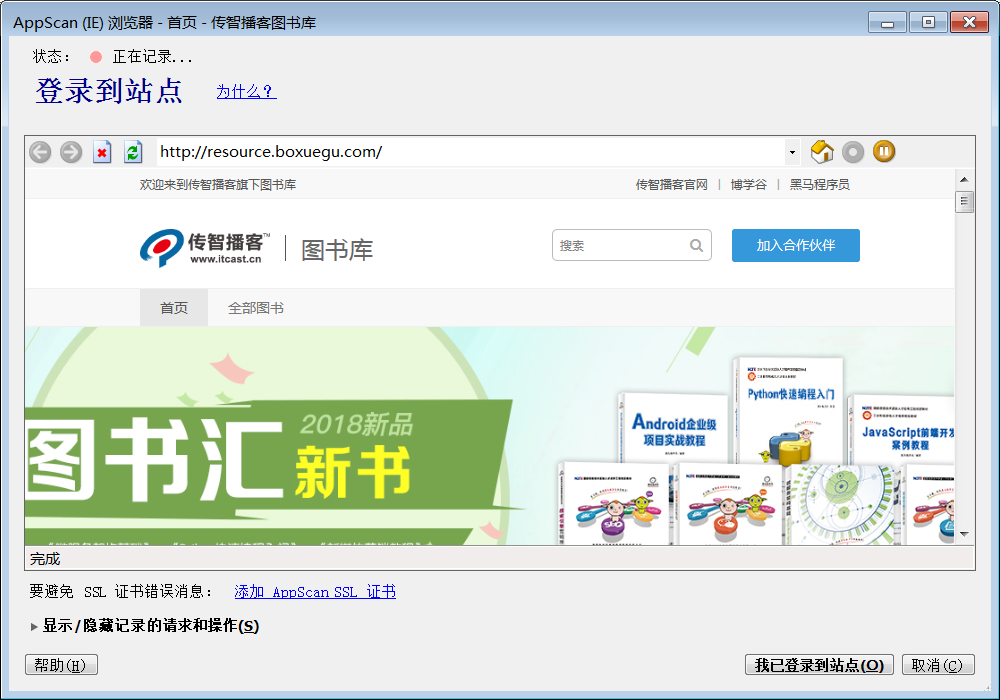 AppScan (IE) 浏览器 - 首页 - 传智播客图书库
状态： 正在记录...
登录到站点 为什么?
http://resource.boxuegu.com/
欢迎来到传智播客旗下图书库 传智播客官网 | 博学谷 | 黑马程序员
传智播客™
www.itcast.cn
图书库
搜索
加入合作伙伴
首页 全部图书
图书汇
2018新品
新书
Python快速编程入门
Android企业级
项目实战教程
JavaScript前端开发
案例教程
完成
要避免 SSL 证书错误消息： 添加 AppScan SSL 证书
显示/隐藏记录的请求和操作(S)
帮助(H) 我已登录到站点(O) 取消(C)